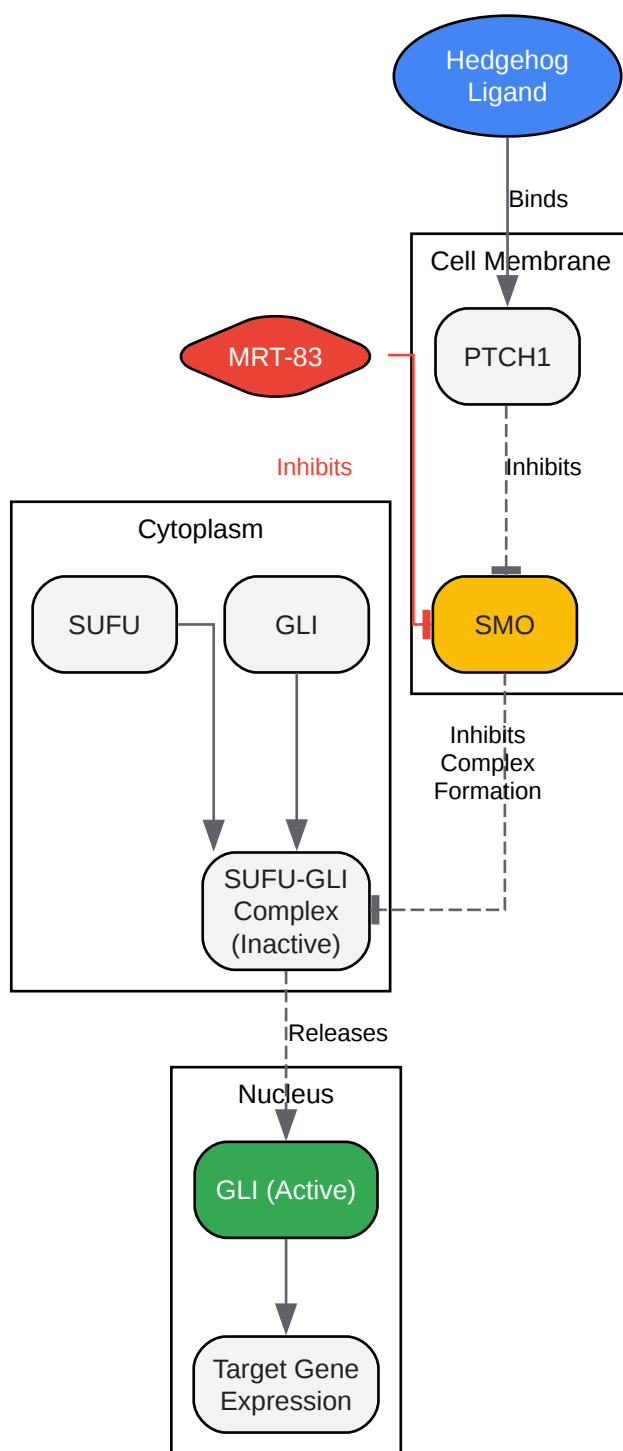 Hedgehog
Ligand
Binds
Cell Membrane
MRT-83
PTCH1
Inhibits
Inhibits
Cytoplasm
SUFU
GLI
SMO
Inhibits
Complex
Formation
SUFU-GLI
Complex
(Inactive)
Releases
Nucleus
GLI (Active)
Target Gene
Expression